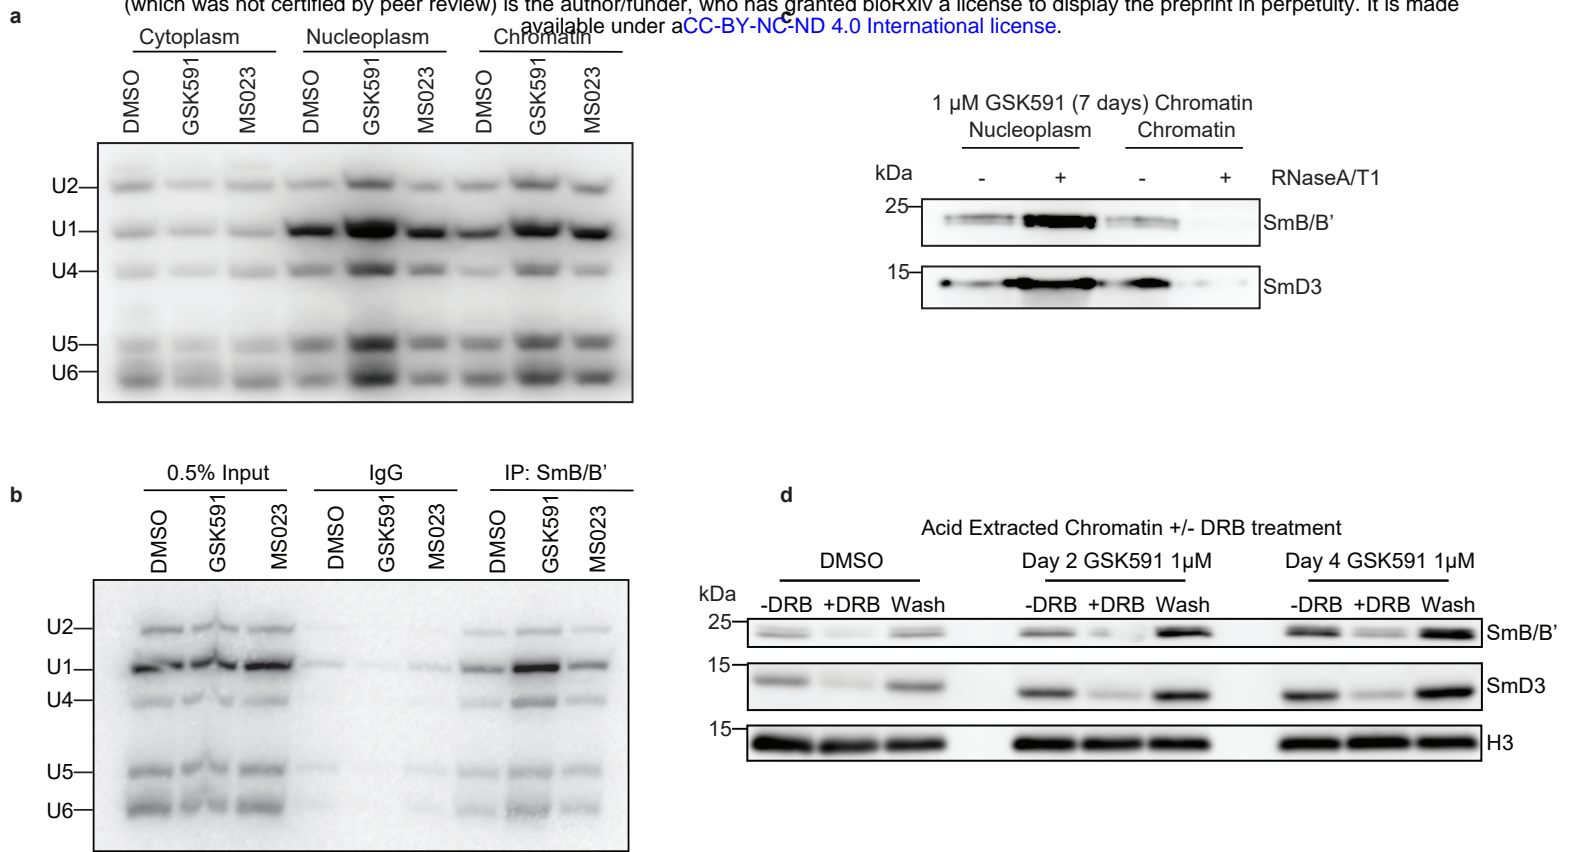 (which was not certified by peer review) is the author/funder, who has granted bioRxiv a license to display the preprint in perpetuity. It is made
available under aCC-BY-NC-ND 4.0 International license.
a
Cytoplasm Nucleoplasm Chromatin
DMSO GSK591 MS023 DMSO GSK591 MS023 DMSO GSK591 MS023
U2
U1
U4
U5
U6
c
1 µM GSK591 (7 days) Chromatin
Nucleoplasm Chromatin
kDa - + - + RNaseA/T1
25 SmB/B’
15 SmD3
b
0.5% Input IgG IP: SmB/B’
DMSO GSK591 MS023 DMSO GSK591 MS023 DMSO GSK591 MS023
U2
U1
U4
U5
U6
d
Acid Extracted Chromatin +/- DRB treatment
DMSO Day 2 GSK591 1µM Day 4 GSK591 1µM
kDa -DRB +DRB Wash -DRB +DRB Wash -DRB +DRB Wash
25 SmB/B’
15 SmD3
15 H3